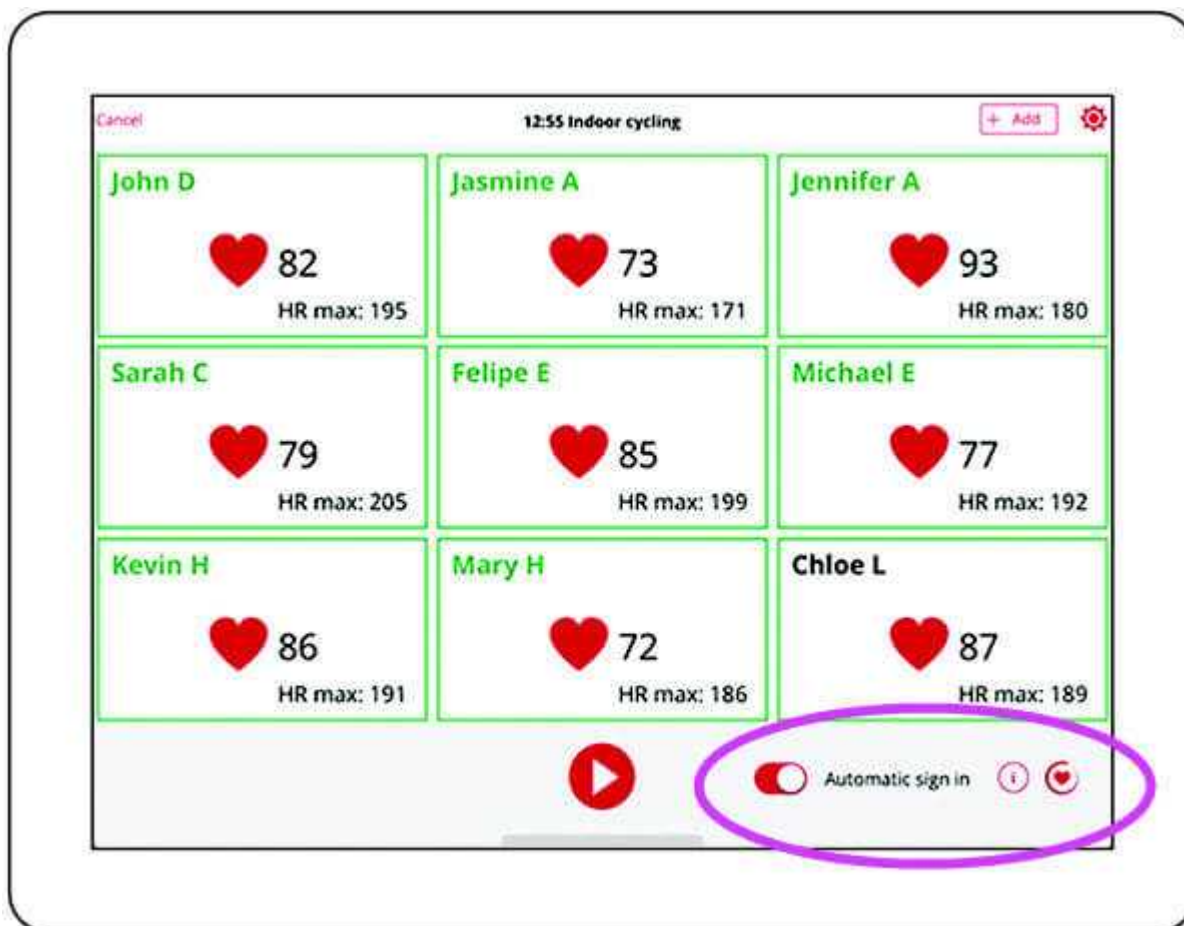 Cancel
12:55 Indoor cycling
+ Add
John D
82
HR max: 195
Jasmine A
73
HR max: 171
Jennifer A
93
HR max: 180
Sarah C
79
HR max: 205
Felipe E
85
HR max: 199
Michael E
77
HR max: 192
Kevin H
86
HR max: 191
Mary H
72
HR max: 186
Chloe L
87
HR max: 189
Automatic sign in
i